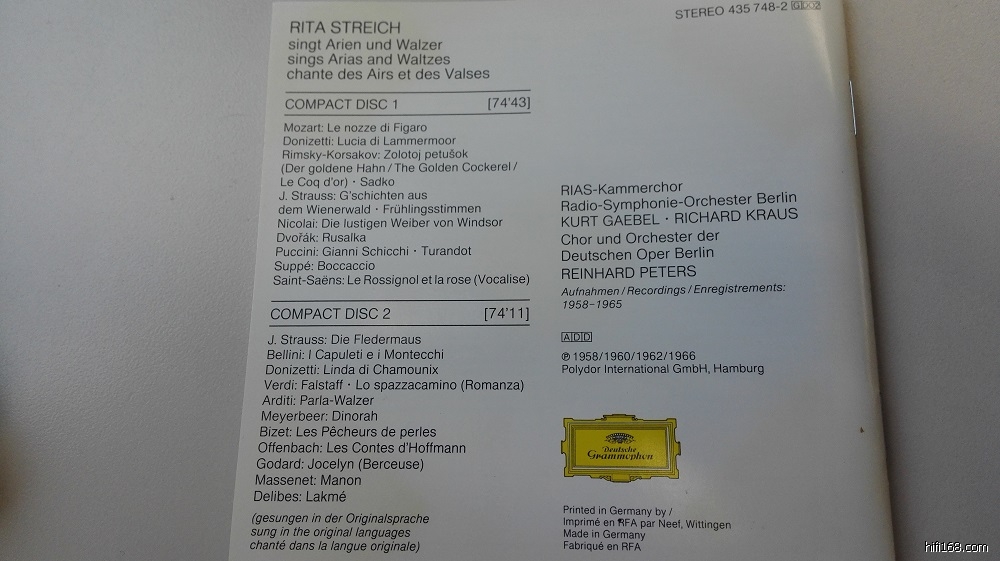 RITA STREICH
singt Arien und Walzer
sings Arias and Waltzes
chante des Airs et des Valses
COMPACT DISC 1 [74'43]
Mozart: Le nozze di Figaro
Donizetti: Lucia di Lammermoor
Rimsky-Korsakov: Zolotoj petušok
(Der goldene Hahn / The Golden Cockerel /
Le Coq d'or) · Sadko
J. Strauss: G'schichten aus
dem Wienerwald · Frühlingsstimmen
Nicolai: Die lustigen Weiber von Windsor
Dvořák: Rusalka
Puccini: Gianni Schicchi · Turandot
Suppé: Boccaccio
Saint-Saëns: Le Rossignol et la rose (Vocalise)
COMPACT DISC 2 [74'11]
J. Strauss: Die Fledermaus
Bellini: I Capuleti e i Montecchi
Donizetti: Linda di Chamounix
Verdi: Falstaff · Lo spazzacamino (Romanza)
Arditi: Parla-Walzer
Meyerbeer: Dinorah
Bizet: Les Pêcheurs de perles
Offenbach: Les Contes d'Hoffmann
Godard: Jocelyn (Berceuse)
Massenet: Manon
Delibes: Lakmé
(gesungen in der Originalsprache
sung in the original languages
chanté dans la langue originale)
STEREO 435 748-2
RIAS-Kammerchor
Radio-Symphonie-Orchester Berlin
KURT GAEBEL · RICHARD KRAUS
Chor und Orchester der
Deutschen Oper Berlin
REINHARD PETERS
Aufnahmen / Recordings / Enregistrements:
1958–1965
ADD
℗ 1958/1960/1962/1966
Polydor International GmbH, Hamburg
Deutsche
Grammophon
Printed in Germany by /
Imprimé en RFA par Neef, Wittingen
Made in Germany
Fabriqué en RFA
hifi168.com